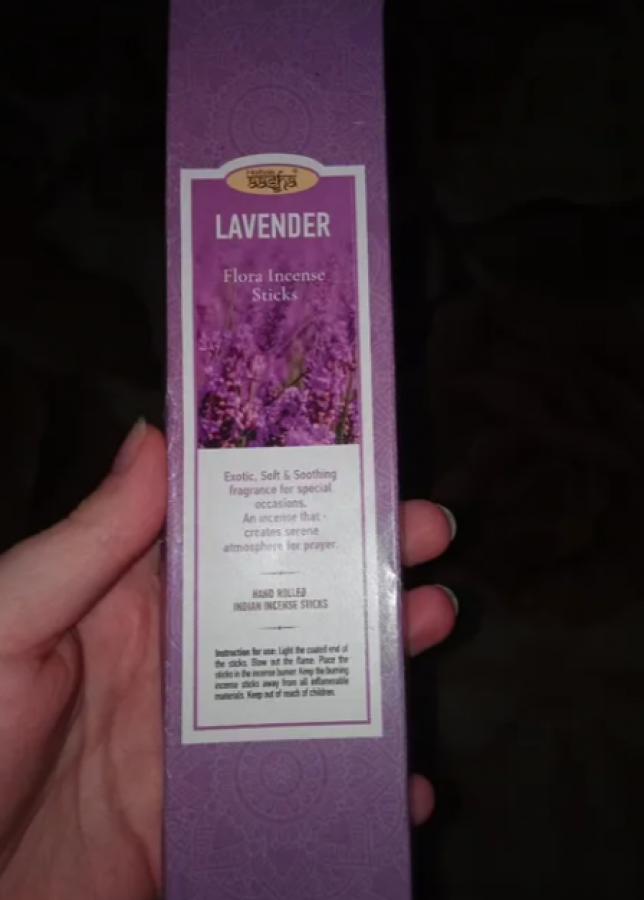 aasha
LAVENDER
Flora Incense
Sticks
Exotic, Soft & Soothing
fragrance for special
occasions.
An incense that
creates serene
atmosphere for prayer.
HAND ROLLED
INDIAN INCENSE STICKS
Instruction for use: Light the coated end of
the sticks. Blow out the flame. Place the
sticks in the incense burner. Keep the burning
incense sticks away from all inflammable
materials. Keep out of reach of children.